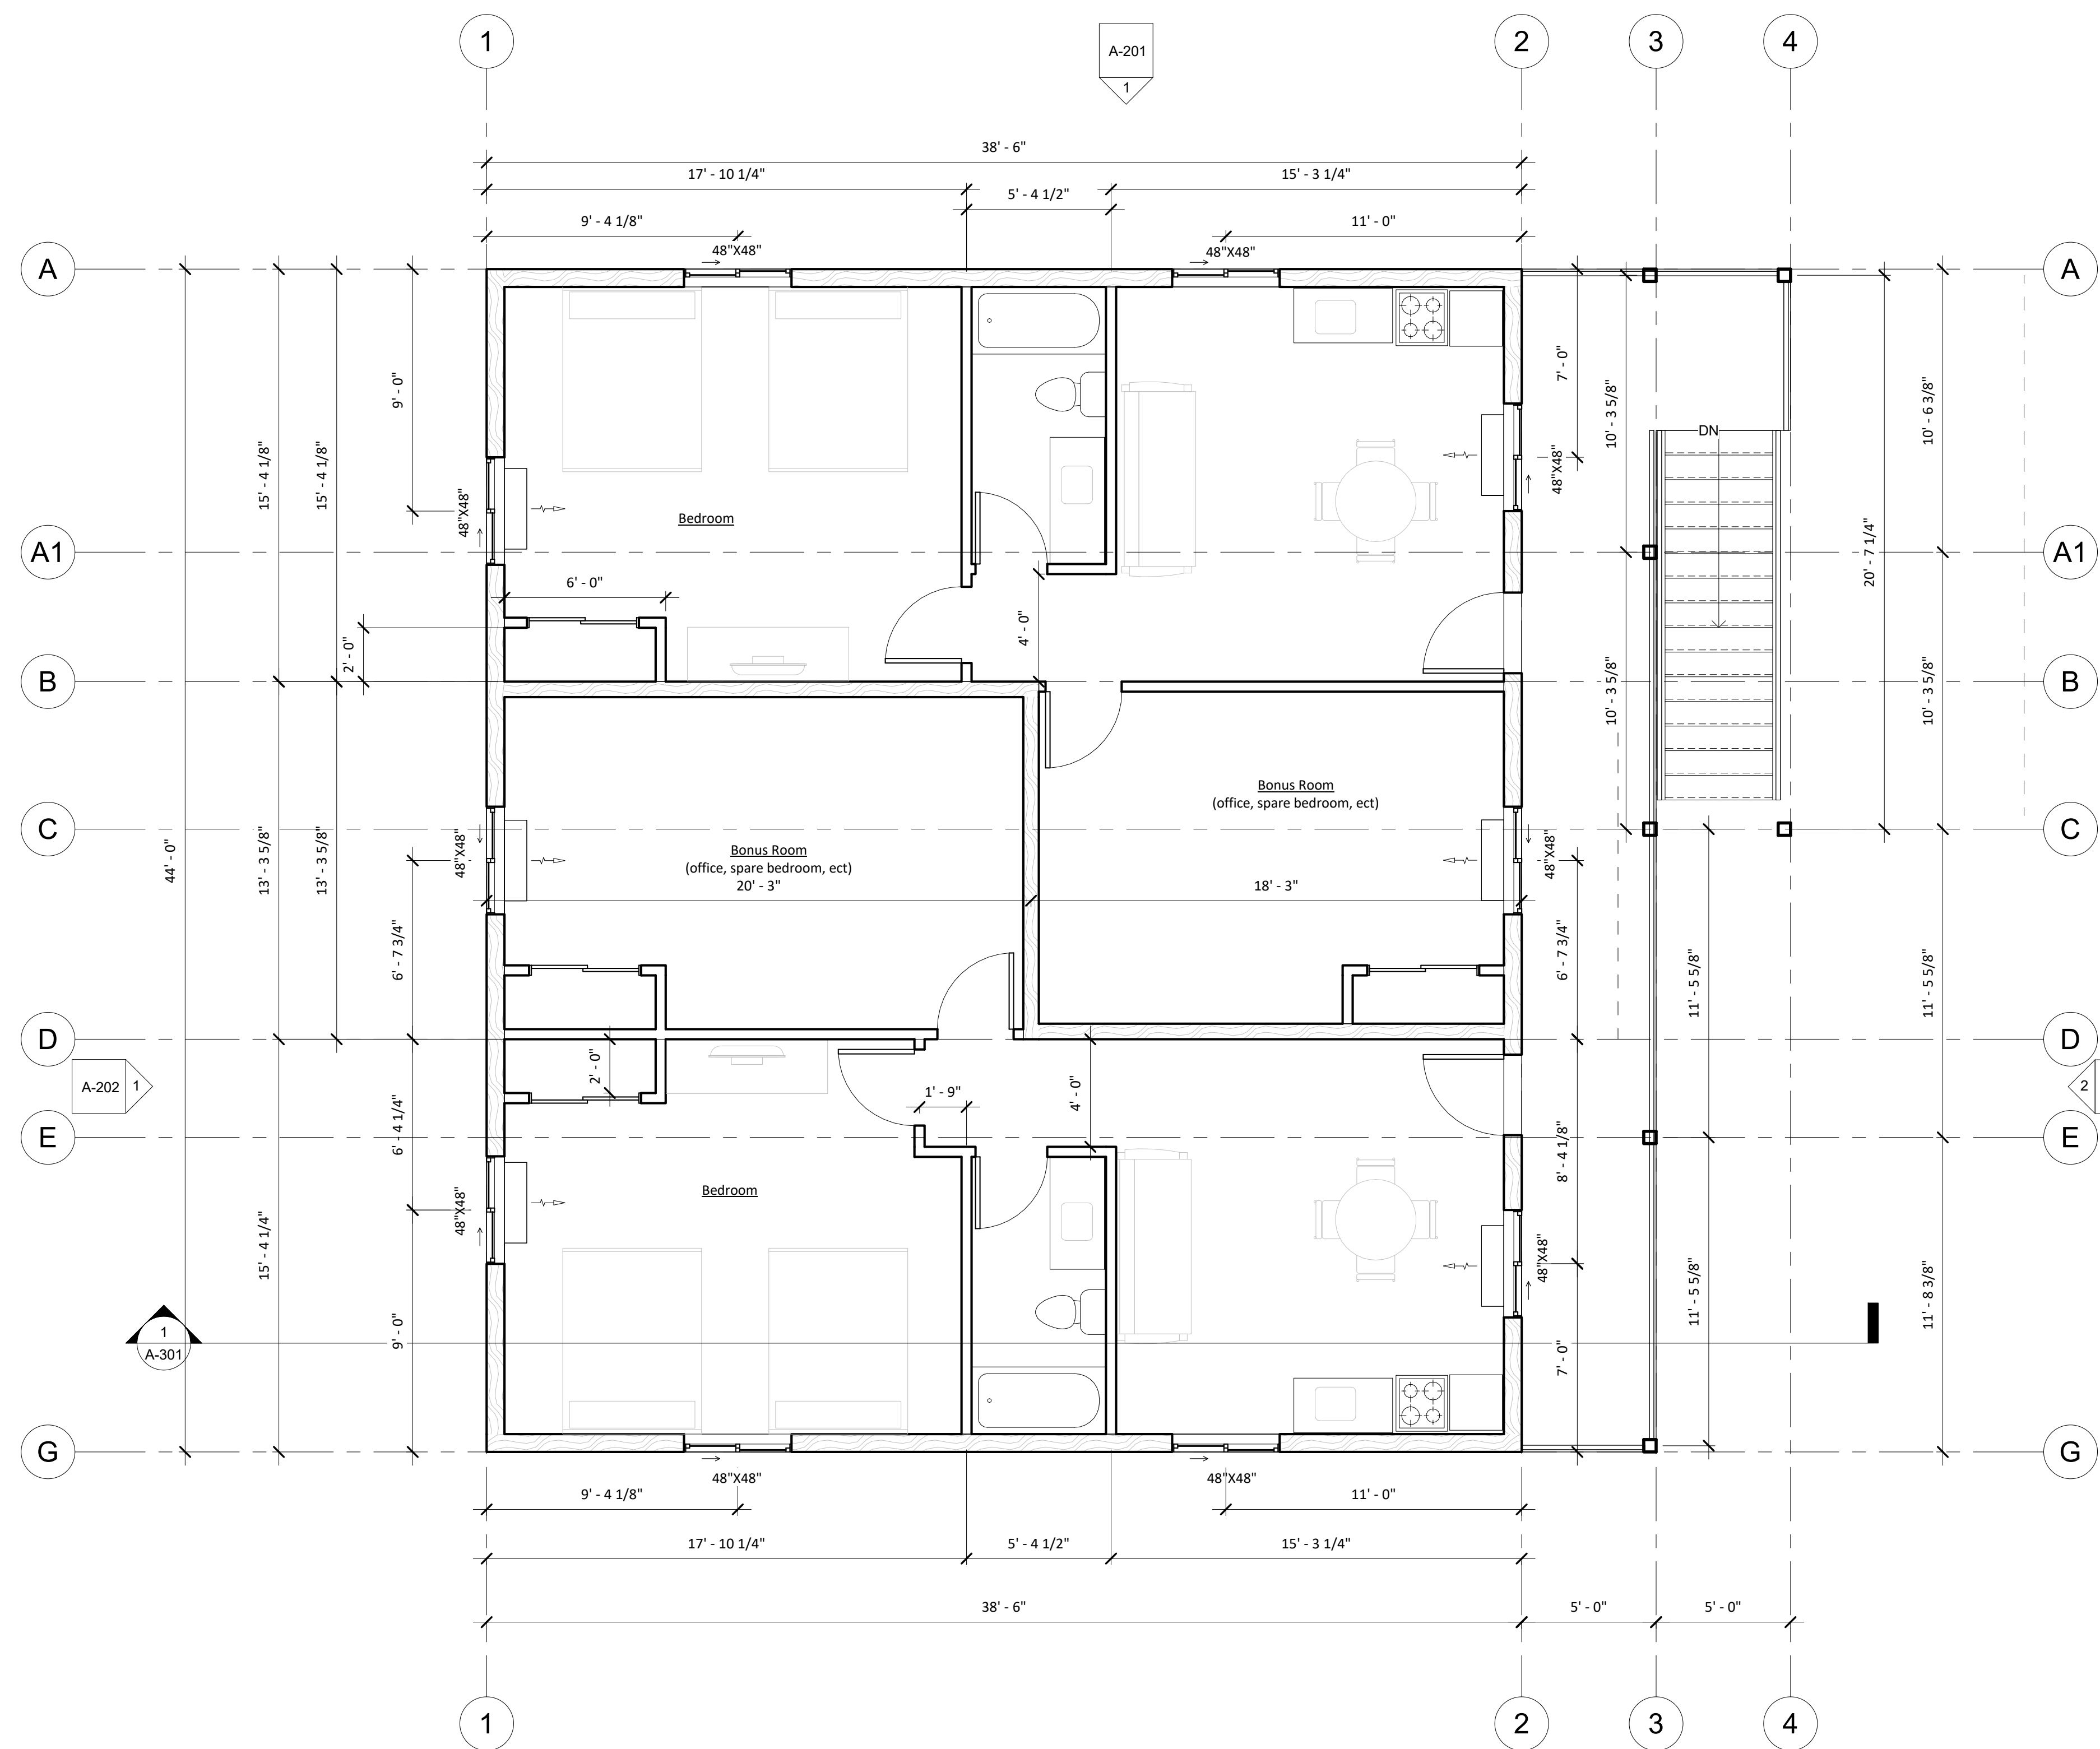 1
A-201
1
2
3
4
38' - 6"
17' - 10 1/4"
15' - 3 1/4"
5' - 4 1/2"
9' - 4 1/8"
11' - 0"
48"X48"
48"X48"
A
A
9' - 0"
7' - 0"
10' - 3 5/8"
10' - 6 3/8"
15' - 4 1/8"
15' - 4 1/8"
DN
48"X48"
48"X48"
Bedroom
A1
A1
20' - 7 1/4"
6' - 0"
4' - 0"
2' - 0"
B
B
10' - 3 5/8"
10' - 3 5/8"
Bonus Room
(office, spare bedroom, ect)
C
C
44' - 0"
13' - 3 5/8"
13' - 3 5/8"
48"X48"
48"X48"
Bonus Room
(office, spare bedroom, ect)
20' - 3"
18' - 3"
6' - 7 3/4"
6' - 7 3/4"
11' - 5 5/8"
11' - 5 5/8"
D
D
2' - 0"
A-202
1
1' - 9"
4' - 0"
2
6' - 4 1/4"
8' - 4 1/8"
E
E
Bedroom
48"X48"
48"X48"
15' - 4 1/4"
11' - 5 5/8"
11' - 8 3/8"
1
A-301
9' - 0"
7' - 0"
G
G
48"X48"
48"X48"
9' - 4 1/8"
11' - 0"
17' - 10 1/4"
5' - 4 1/2"
15' - 3 1/4"
38' - 6"
5' - 0"
5' - 0"
1
2
3
4